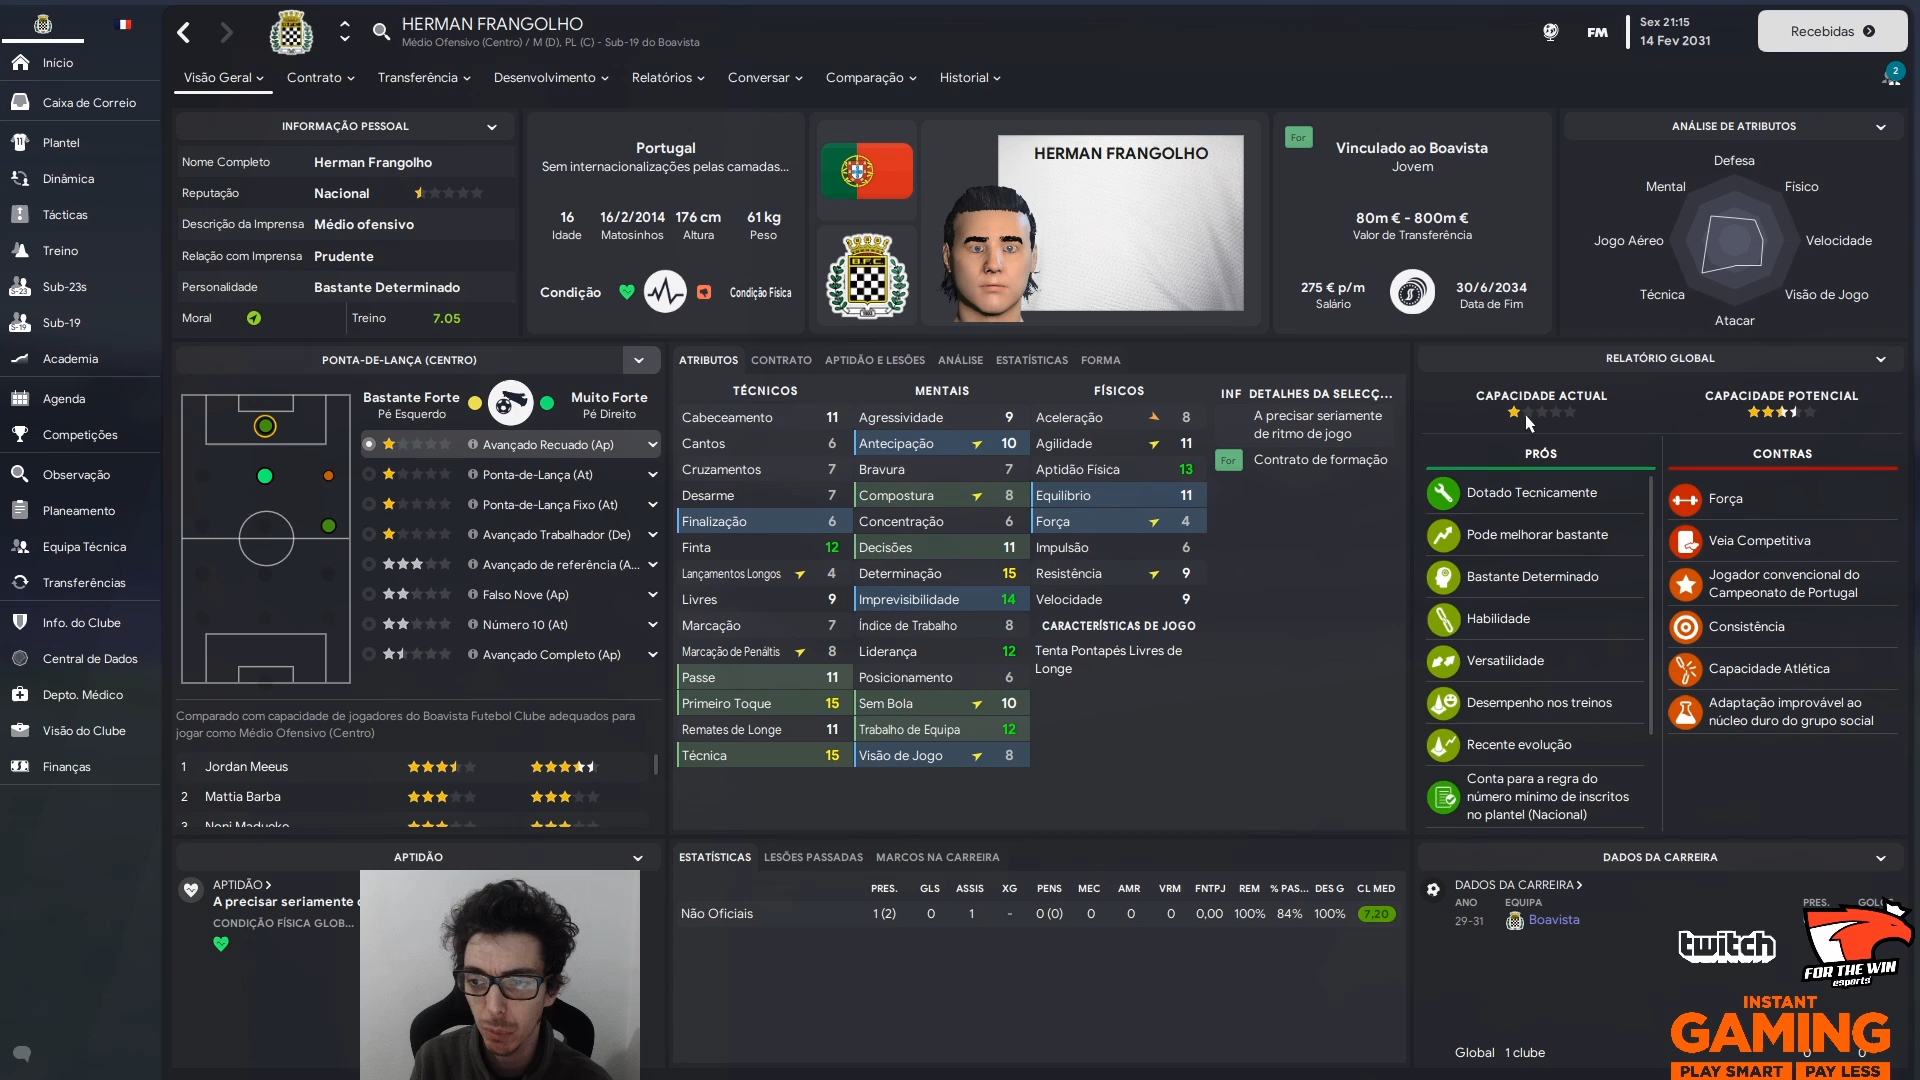 HERMAN FRANGOLHO
Médio Ofensivo (Centro) / M (D), PL (C) - Sub-19 do Boavista
FM
Sex 21:15
14 Fev 2031
Recebidas
2
Visão Geral
Contrato
Transferência
Desenvolvimento
Relatórios
Conversar
Comparação
Historial
Início
Caixa de Correio
Plantel
Dinâmica
Tácticas
Treino
Sub-23s
Sub-19
Academia
Agenda
Competições
Observação
Planeamento
Equipa Técnica
Transferências
Info. do Clube
Central de Dados
Depto. Médico
Visão do Clube
Finanças
INFORMAÇÃO PESSOAL
Nome Completo Herman Frangolho
Reputação Nacional
Descrição da Imprensa Médio ofensivo
Relação com Imprensa Prudente
Personalidade Bastante Determinado
Moral
Treino 7.05
Portugal
Sem internacionalizações pelas camadas...
16 16/2/2014 176 cm 61 kg
Idade Matosinhos Altura Peso
Condição
Condição Física
HERMAN FRANGOLHO
For
Vinculado ao Boavista
Jovem
80m € - 800m €
Valor de Transferência
275 € p/m
Salário
30/6/2034
Data de Fim
ANÁLISE DE ATRIBUTOS
Defesa
Mental
Físico
Jogo Aéreo
Velocidade
Técnica
Visão de Jogo
Atacar
PONTA-DE-LANÇA (CENTRO)
Bastante Forte
Pé Esquerdo
Muito Forte
Pé Direito
Avançado Recuado (Ap)
Ponta-de-Lança (At)
Ponta-de-Lança Fixo (At)
Avançado Trabalhador (De)
Avançado de referência (A...
Falso Nove (Ap)
Número 10 (At)
Avançado Completo (Ap)
Comparado com capacidade de jogadores do Boavista Futebol Clube adequados para
jogar como Médio Ofensivo (Centro)
1 Jordan Meeus
2 Mattia Barba
3 Noni Madueke
ATRIBUTOS CONTRATO APTIDÃO E LESÕES ANÁLISE ESTATÍSTICAS FORMA
TÉCNICOS
Cabeceamento 11
Cantos 6
Cruzamentos 7
Desarme 7
Finalização 6
Finta 12
Lançamentos Longos 4
Livres 9
Marcação 7
Marcação de Penáltis 8
Passe 11
Primeiro Toque 15
Remates de Longe 11
Técnica 15
MENTAIS
Agressividade 9
Antecipação 10
Bravura 7
Compostura 8
Concentração 6
Decisões 11
Determinação 15
Imprevisibilidade 14
Índice de Trabalho 8
Liderança 12
Posicionamento 6
Sem Bola 10
Trabalho de Equipa 12
Visão de Jogo 8
FÍSICOS
Aceleração 8
Agilidade 11
Aptidão Física 13
Equilíbrio 11
Força 4
Impulsão 6
Resistência 9
Velocidade 9
CARACTERÍSTICAS DE JOGO
Tenta Pontapés Livres de
Longe
INF DETALHES DA SELECÇ...
A precisar seriamente
de ritmo de jogo
For Contrato de formação
RELATÓRIO GLOBAL
CAPACIDADE ACTUAL
CAPACIDADE POTENCIAL
PRÓS
Dotado Tecnicamente
Pode melhorar bastante
Bastante Determinado
Habilidade
Versatilidade
Desempenho nos treinos
Recente evolução
Conta para a regra do
número mínimo de inscritos
no plantel (Nacional)
CONTRAS
Força
Veia Competitiva
Jogador convencional do
Campeonato de Portugal
Consistência
Capacidade Atlética
Adaptação improvável ao
núcleo duro do grupo social
APTIDÃO
APTIDÃO
A precisar seriamente
CONDIÇÃO FÍSICA GLOB...
ESTATÍSTICAS LESÕES PASSADAS MARCOS NA CARREIRA
PRES. GLS ASSIS XG PENS MEC AMR VRM FNTPJ REM % PAS... DES G CL MED
Não Oficiais 1 (2) 0 1 - 0 (0) 0 0 0 0,00 100% 84% 100% 7,20
DADOS DA CARREIRA
DADOS DA CARREIRA
ANO EQUIPA PRES.
29-31 Boavista
Global 1 clube
twitch
FOR THE WIN
esports
INSTANT
GAMING
PLAY SMART PAY LESS